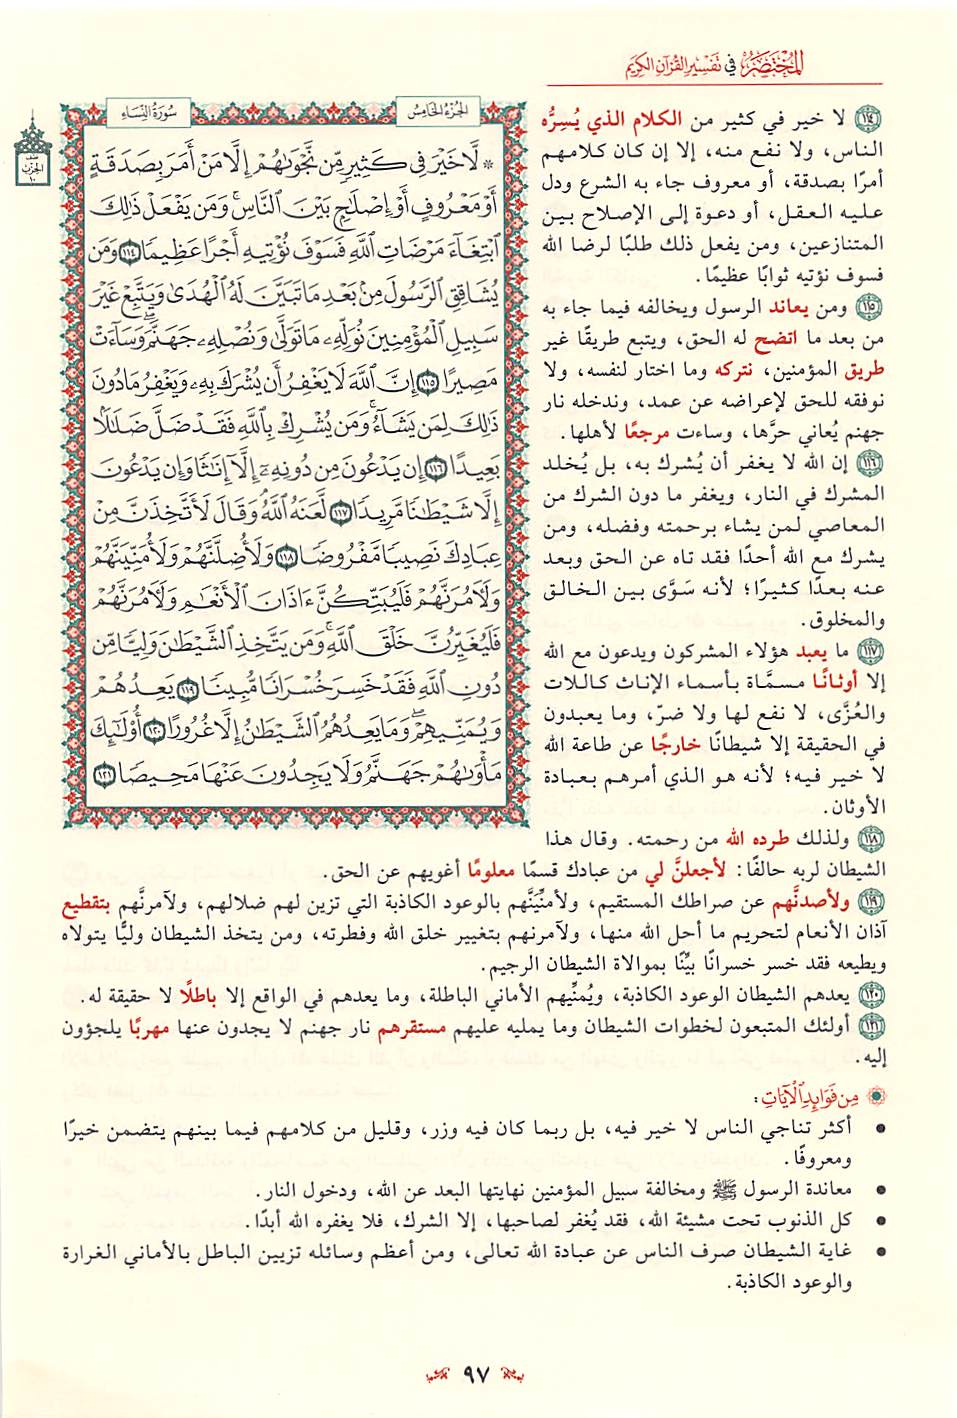 المختصر في تفسير القرآن الكريم
الجزء الخامس
سورة النساء
نصف
الحزب
١٠
۞ لَّا خَيْرَ فِي كَثِيرٍ مِّن نَّجْوَىٰهُمْ إِلَّا مَنْ أَمَرَ بِصَدَقَةٍ
أَوْ مَعْرُوفٍ أَوْ إِصْلَٰحٍ بَيْنَ ٱلنَّاسِ ۚ وَمَن يَفْعَلْ ذَٰلِكَ
ٱبْتِغَآءَ مَرْضَاتِ ٱللَّهِ فَسَوْفَ نُؤْتِيهِ أَجْرًا عَظِيمًا ١١٤ وَمَن
يُشَاقِقِ ٱلرَّسُولَ مِنۢ بَعْدِ مَا تَبَيَّنَ لَهُ ٱلْهُدَىٰ وَيَتَّبِعْ غَيْرَ
سَبِيلِ ٱلْمُؤْمِنِينَ نُوَلِّهِۦ مَا تَوَلَّىٰ وَنُصْلِهِۦ جَهَنَّمَ ۖ وَسَآءَتْ
مَصِيرًا ١١٥ إِنَّ ٱللَّهَ لَا يَغْفِرُ أَن يُشْرَكَ بِهِۦ وَيَغْفِرُ مَا دُونَ
ذَٰلِكَ لِمَن يَشَآءُ ۚ وَمَن يُشْرِكْ بِٱللَّهِ فَقَدْ ضَلَّ ضَلَٰلًۢا
بَعِيدًا ١١٦ إِن يَدْعُونَ مِن دُونِهِۦٓ إِلَّآ إِنَٰثًا وَإِن يَدْعُونَ
إِلَّا شَيْطَٰنًا مَّرِيدًا ١١٧ لَّعَنَهُ ٱللَّهُ ۘ وَقَالَ لَأَتَّخِذَنَّ مِنْ
عِبَادِكَ نَصِيبًا مَّفْرُوضًا ١١٨ وَلَأُضِلَّنَّهُمْ وَلَأُمَنِّيَنَّهُمْ
وَلَءَامُرَنَّهُمْ فَلَيُبَتِّكُنَّ ءَاذَانَ ٱلْأَنْعَٰمِ وَلَءَامُرَنَّهُمْ
فَلَيُغَيِّرُنَّ خَلْقَ ٱللَّهِ ۚ وَمَن يَتَّخِذِ ٱلشَّيْطَٰنَ وَلِيًّا مِّن
دُونِ ٱللَّهِ فَقَدْ خَسِرَ خُسْرَانًا مُّبِينًا ١١٩ يَعِدُهُمْ
وَيُمَنِّيهِمْ ۖ وَمَا يَعِدُهُمُ ٱلشَّيْطَٰنُ إِلَّا غُرُورًا ١٢٠ أُو۟لَٰٓئِكَ
مَأْوَىٰهُمْ جَهَنَّمُ وَلَا يَجِدُونَ عَنْهَا مَحِيصًا ١٢١
١١٤ لا خير في كثير من الكلام الذي يُسِرُّه
الناس، ولا نفع منه، إلا إن كان كلامهم
أمرًا بصدقة، أو معروف جاء به الشرع ودل
عليه العقل، أو دعوة إلى الإصلاح بين
المتنازعين، ومن يفعل ذلك طلبًا لرضا الله
فسوف نؤتيه ثوابًا عظيمًا.
١١٥ ومن يعاند الرسول ويخالفه فيما جاء به
من بعد ما اتضح له الحق، ويتبع طريقًا غير
طريق المؤمنين، نتركه وما اختار لنفسه، ولا
نوفقه للحق لإعراضه عن عمد، وندخله نار
جهنم يُعاني حرَّها، وساءت مرجعًا لأهلها.
١١٦ إن الله لا يغفر أن يُشرك به، بل يُخلد
المشرك في النار، ويغفر ما دون الشرك من
المعاصي لمن يشاء برحمته وفضله، ومن
يشرك مع الله أحدًا فقد تاه عن الحق وبعد
عنه بعدًا كثيرًا؛ لأنه سَوَّى بين الخالق
والمخلوق.
١١٧ ما يعبد هؤلاء المشركون ويدعون مع الله
إلا أوثانًا مسمَّاة بأسماء الإناث كاللات
والعُزَّى، لا نفع لها ولا ضرّ، وما يعبدون
في الحقيقة إلا شيطانًا خارجًا عن طاعة الله
لا خير فيه؛ لأنه هو الذي أمرهم بعبادة
الأوثان.
١١٨ ولذلك طرده الله من رحمته. وقال هذا
الشيطان لربه حالفًا: لأجعلنَّ لي من عبادك قسمًا معلومًا أغويهم عن الحق.
١١٩ ولأصدنَّهم عن صراطك المستقيم، ولأمنِّيَنَّهم بالوعود الكاذبة التي تزين لهم ضلالهم، ولآمرنَّهم بتقطيع
آذان الأنعام لتحريم ما أحل الله منها، ولآمرنهم بتغيير خلق الله وفطرته، ومن يتخذ الشيطان وليًّا يتولاه
ويطيعه فقد خسر خسرانًا بيِّنًا بموالاة الشيطان الرجيم.
١٢٠ يعدهم الشيطان الوعود الكاذبة، ويُمنِّيهم الأماني الباطلة، وما يعدهم في الواقع إلا باطلًا لا حقيقة له.
١٢١ أولئك المتبعون لخطوات الشيطان وما يمليه عليهم مستقرهم نار جهنم لا يجدون عنها مهربًا يلجؤون
إليه.
من فوائد الآيات:
• أكثر تناجي الناس لا خير فيه، بل ربما كان فيه وزر، وقليل من كلامهم فيما بينهم يتضمن خيرًا
ومعروفًا.
• معاندة الرسول ﷺ ومخالفة سبيل المؤمنين نهايتها البعد عن الله، ودخول النار.
• كل الذنوب تحت مشيئة الله، فقد يُغفر لصاحبها، إلا الشرك، فلا يغفره الله أبدًا.
• غاية الشيطان صرف الناس عن عبادة الله تعالى، ومن أعظم وسائله تزيين الباطل بالأماني الغرارة
والوعود الكاذبة.
٩٧